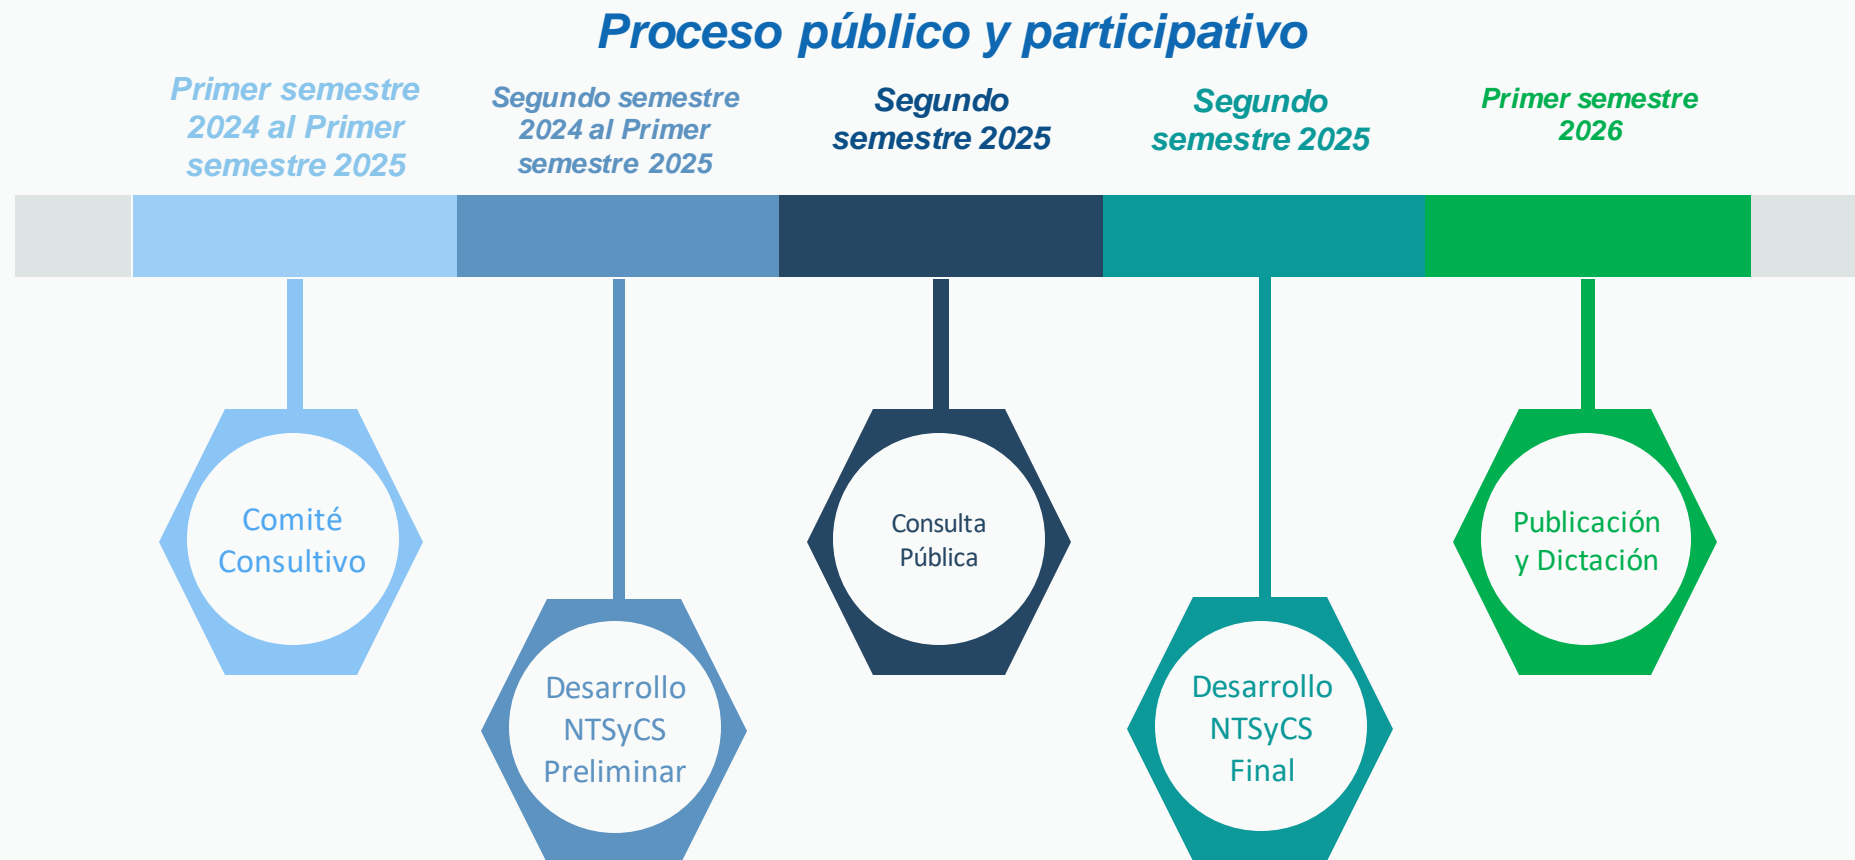 Proceso público y participativo
Primer semestre
2024 al Primer
semestre 2025
Segundo semestre
2024 al Primer
semestre 2025
Segundo
semestre 2025
Segundo
semestre 2025
Primer semestre
2026
Comité
Consultivo
Desarrollo
NTSyCS
Preliminar
Consulta
Pública
Desarrollo
NTSyCS
Final
Publicación
y Dictación